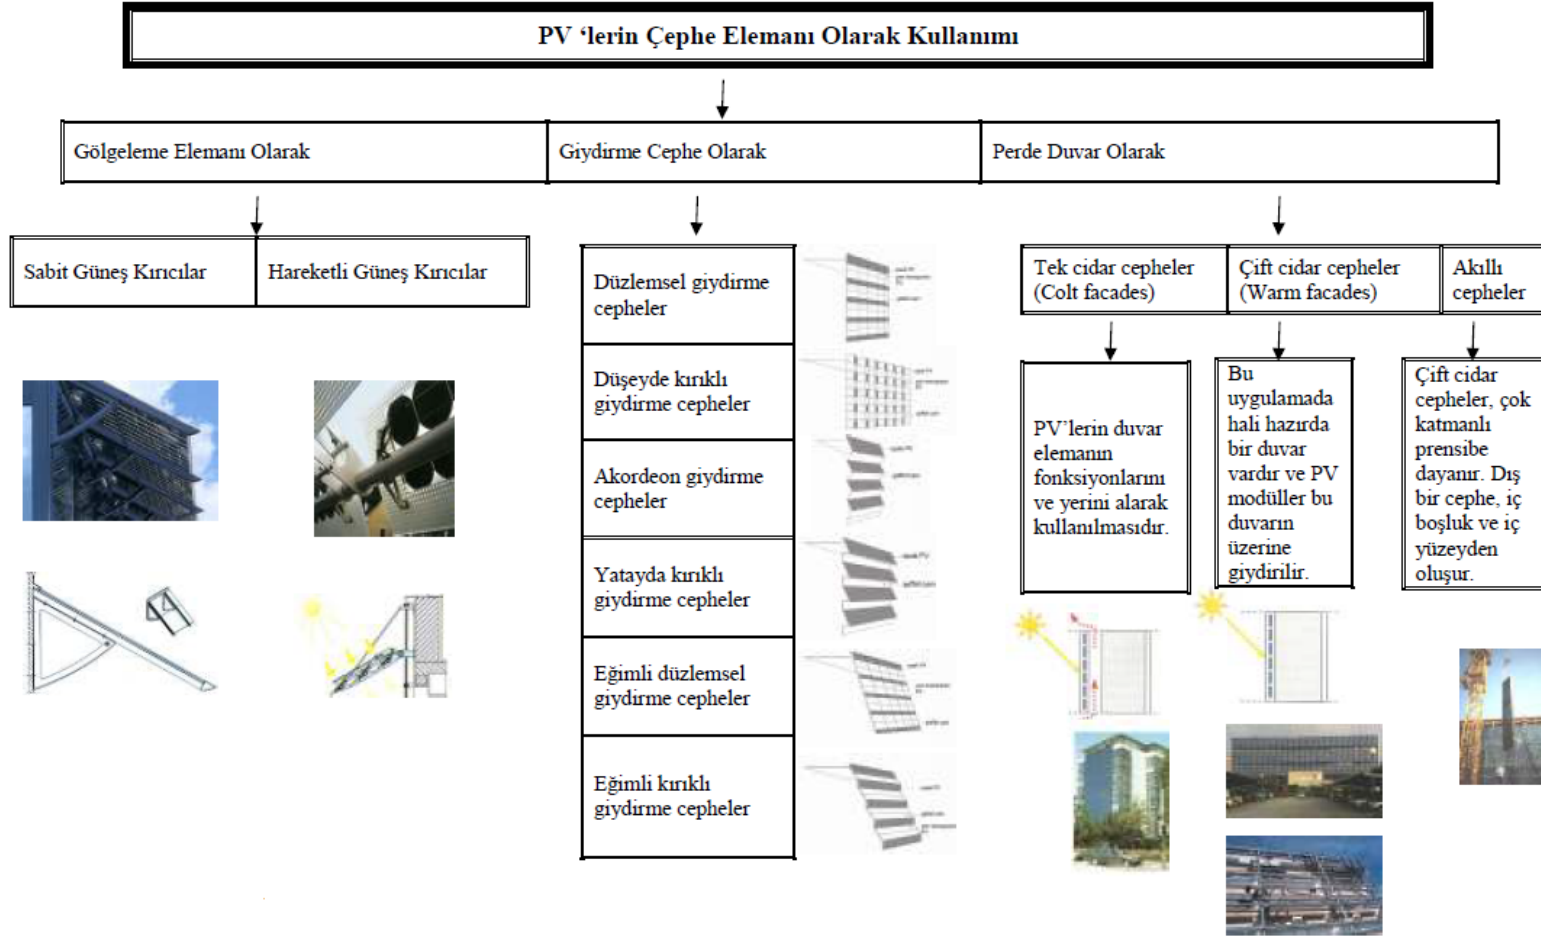 PV ‘lerin Çephe Elemanı Olarak Kullanımı
Gölgeleme Elemanı Olarak
Giydirme Cephe Olarak
Perde Duvar Olarak
Sabit Güneş Kırıcılar
Hareketli Güneş Kırıcılar
Düzlemsel giydirme
cepheler
Düşeyde kırıklı
giydirme cepheler
Akordeon giydirme
cepheler
Yatayda kırıklı
giydirme cepheler
Eğimli düzlemsel
giydirme cepheler
Eğimli kırıklı
giydirme cepheler
Tek cidar cepheler
(Colt facades)
Çift cidar cepheler
(Warm facades)
Akıllı
cepheler
PV’lerin duvar
elemanın
fonksiyonlarını
ve yerini alarak
kullanılmasıdır.
Bu
uygulamada
hali hazırda
bir duvar
vardır ve PV
modüller bu
duvarın
üzerine
giydirilir.
Çift cidar
cepheler, çok
katmanlı
prensibe
dayanır. Dış
bir cephe, iç
boşluk ve iç
yüzeyden
oluşur.